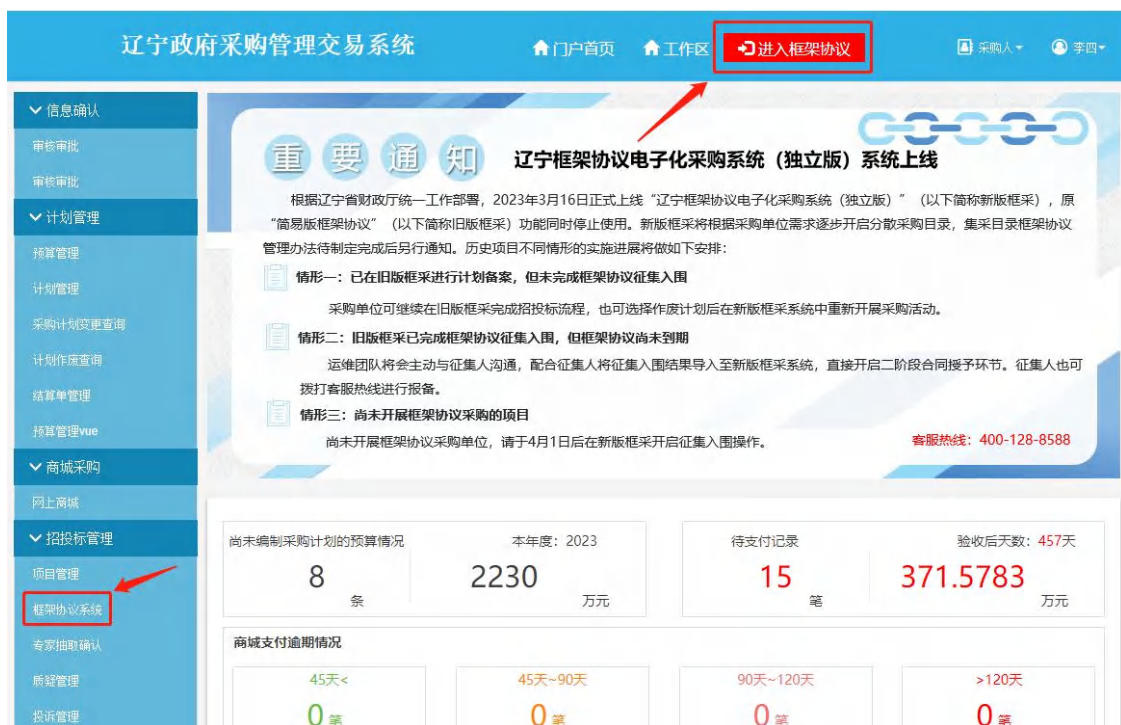 辽宁政府采购管理交易系统
门户首页
工作区
进入框架协议
采购人
李四
信息确认
审核审批
审核审批
计划管理
预算管理
计划管理
采购计划变更查询
计划作废查询
结算单管理
预算管理vue
商城采购
网上商城
招投标管理
项目管理
框架协议系统
专家抽取确认
质疑管理
投诉管理
重要通知
辽宁框架协议电子化采购系统（独立版）系统上线
根据辽宁省财政厅统一工作部署，2023年3月16日正式上线“辽宁框架协议电子化采购系统（独立版）”（以下简称新版框采），原
“简易版框架协议”（以下简称旧版框采）功能同时停止使用。新版框采将根据采购单位需求逐步开启分散采购目录，集采目录框架协议
管理办法待制定完成后另行通知。历史项目不同情形的实施进展将做如下安排：
情形一：已在旧版框采进行计划备案，但未完成框架协议征集入围
采购单位可继续在旧版框采完成招投标流程，也可选择作废计划后在新版框采系统中重新开展采购活动。
情形二：旧版框采已完成框架协议征集入围，但框架协议尚未到期
运维团队将会主动与征集人沟通，配合征集人将征集入围结果导入至新版框采系统，直接开启二阶段合同授予环节。征集人也可
拨打客服热线进行报备。
情形三：尚未开展框架协议采购的项目
尚未开展框架协议采购单位，请于4月1日后在新版框采开启征集入围操作。
客服热线：400-128-8588
尚未编制采购计划的预算情况
本年度：2023
8
条
2230
万元
待支付记录
验收后天数：457天
15
笔
371.5783
万元
商城支付逾期情况
45天<
45天~90天
90天~120天
>120天
0 笔
0 笔
0 笔
0 笔